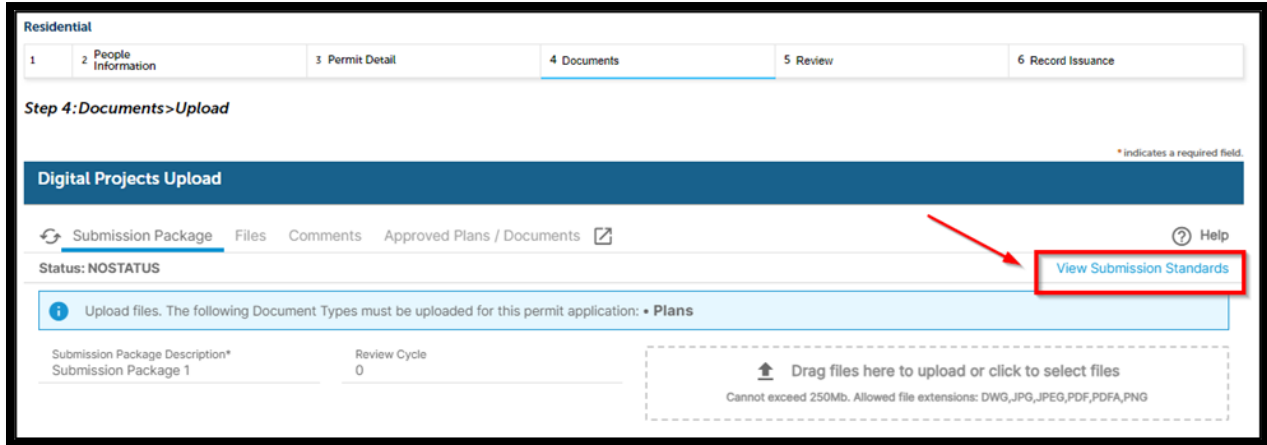 Residential
1 2 People Information 3 Permit Detail 4 Documents 5 Review 6 Record Issuance
Step 4:Documents>Upload
* indicates a required field.
Digital Projects Upload
Submission Package Files Comments Approved Plans / Documents Help
Status: NOSTATUS View Submission Standards
Upload files. The following Document Types must be uploaded for this permit application: • Plans
Submission Package Description* Review Cycle
Submission Package 1 0
Drag files here to upload or click to select files
Cannot exceed 250Mb. Allowed file extensions: DWG,JPG,JPEG,PDF,PDFA,PNG